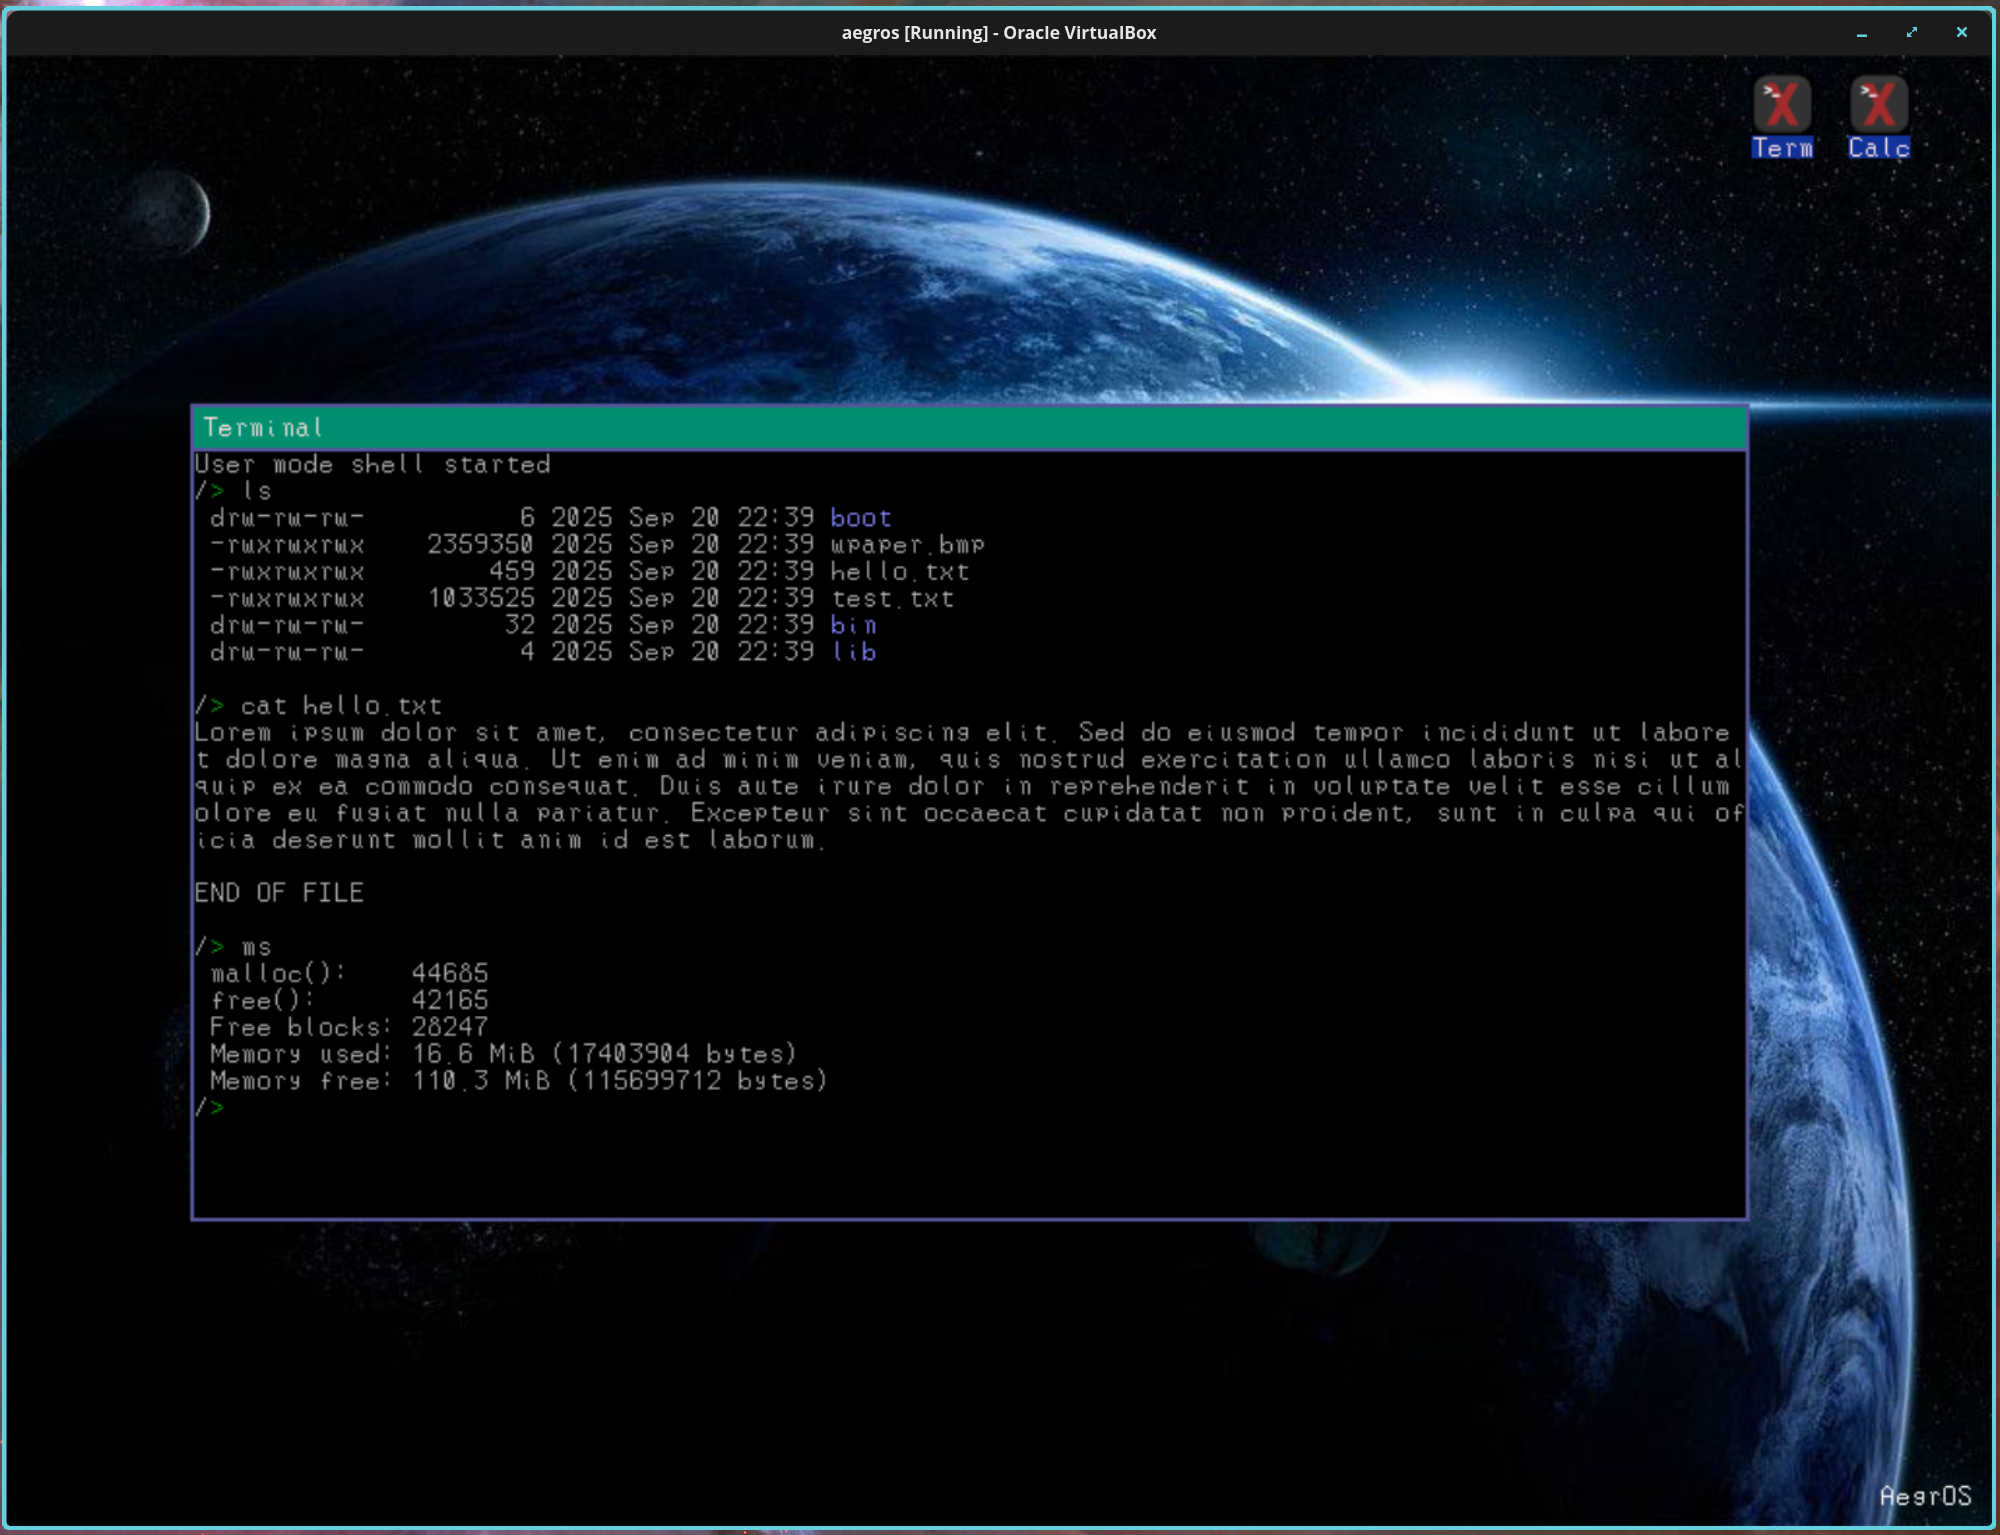 aegros [Running] - Oracle VirtualBox
Term Calc
Terminal
User mode shell started
/> ls
drw-rw-rw- 6 2025 Sep 20 22:39 boot
-rwxrwxrwx 2359350 2025 Sep 20 22:39 wpaper.bmp
-rwxrwxrwx 459 2025 Sep 20 22:39 hello.txt
-rwxrwxrwx 1033525 2025 Sep 20 22:39 test.txt
drw-rw-rw- 32 2025 Sep 20 22:39 bin
drw-rw-rw- 4 2025 Sep 20 22:39 lib
/> cat hello.txt
Lorem ipsum dolor sit amet, consectetur adipiscing elit. Sed do eiusmod tempor incididunt ut labore
t dolore magna aliqua. Ut enim ad minim veniam, quis nostrud exercitation ullamco laboris nisi ut al
quip ex ea commodo consequat. Duis aute irure dolor in reprehenderit in voluptate velit esse cillum
olore eu fugiat nulla pariatur. Excepteur sint occaecat cupidatat non proident, sunt in culpa qui of
icia deserunt mollit anim id est laborum.
END OF FILE
/> ms
malloc(): 44685
free(): 42165
Free blocks: 28247
Memory used: 16.6 MiB (17403904 bytes)
Memory free: 110.3 MiB (115699712 bytes)
/>
AegrOS